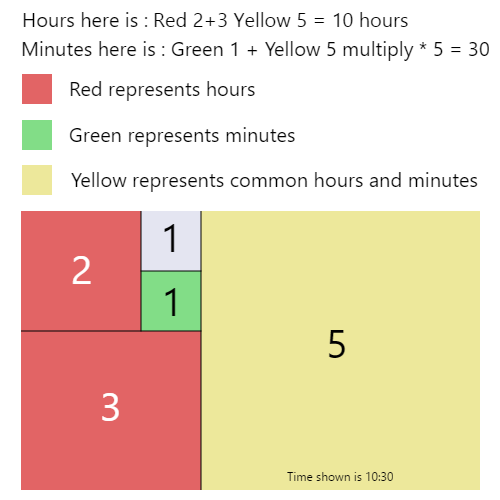 Hours here is : Red 2+3 Yellow 5 = 10 hours
Minutes here is : Green 1 + Yellow 5 multiply * 5 = 30
Red represents hours
Green represents minutes
Yellow represents common hours and minutes
1
2
1
5
3
Time shown is 10:30